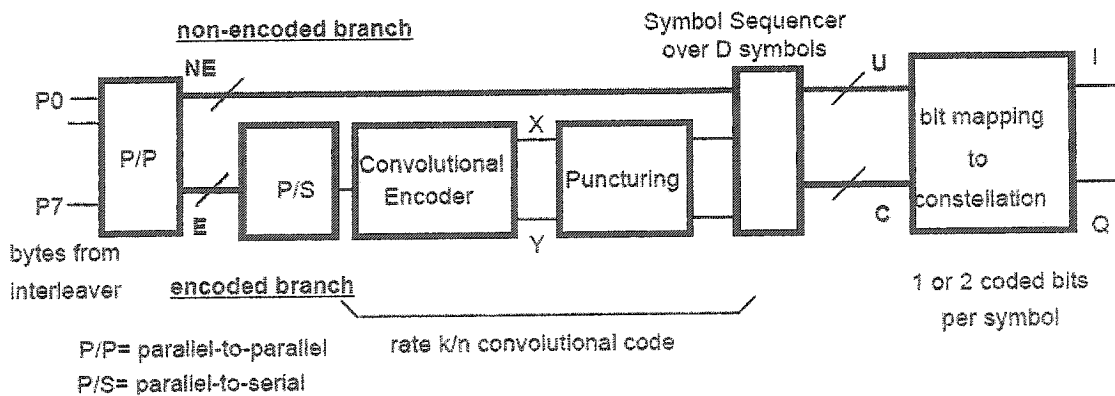 non-encoded branch
Symbol Sequencer
over D symbols
NE
U
I
P0
P/P
P/S
Convolutional
Encoder
X
Puncturing
bit mapping
to
constellation
P7
E
Y
C
Q
bytes from
interleaver
encoded branch
1 or 2 coded bits
per symbol
rate k/n convolutional code
P/P= parallel-to-parallel
P/S= parallel-to-serial